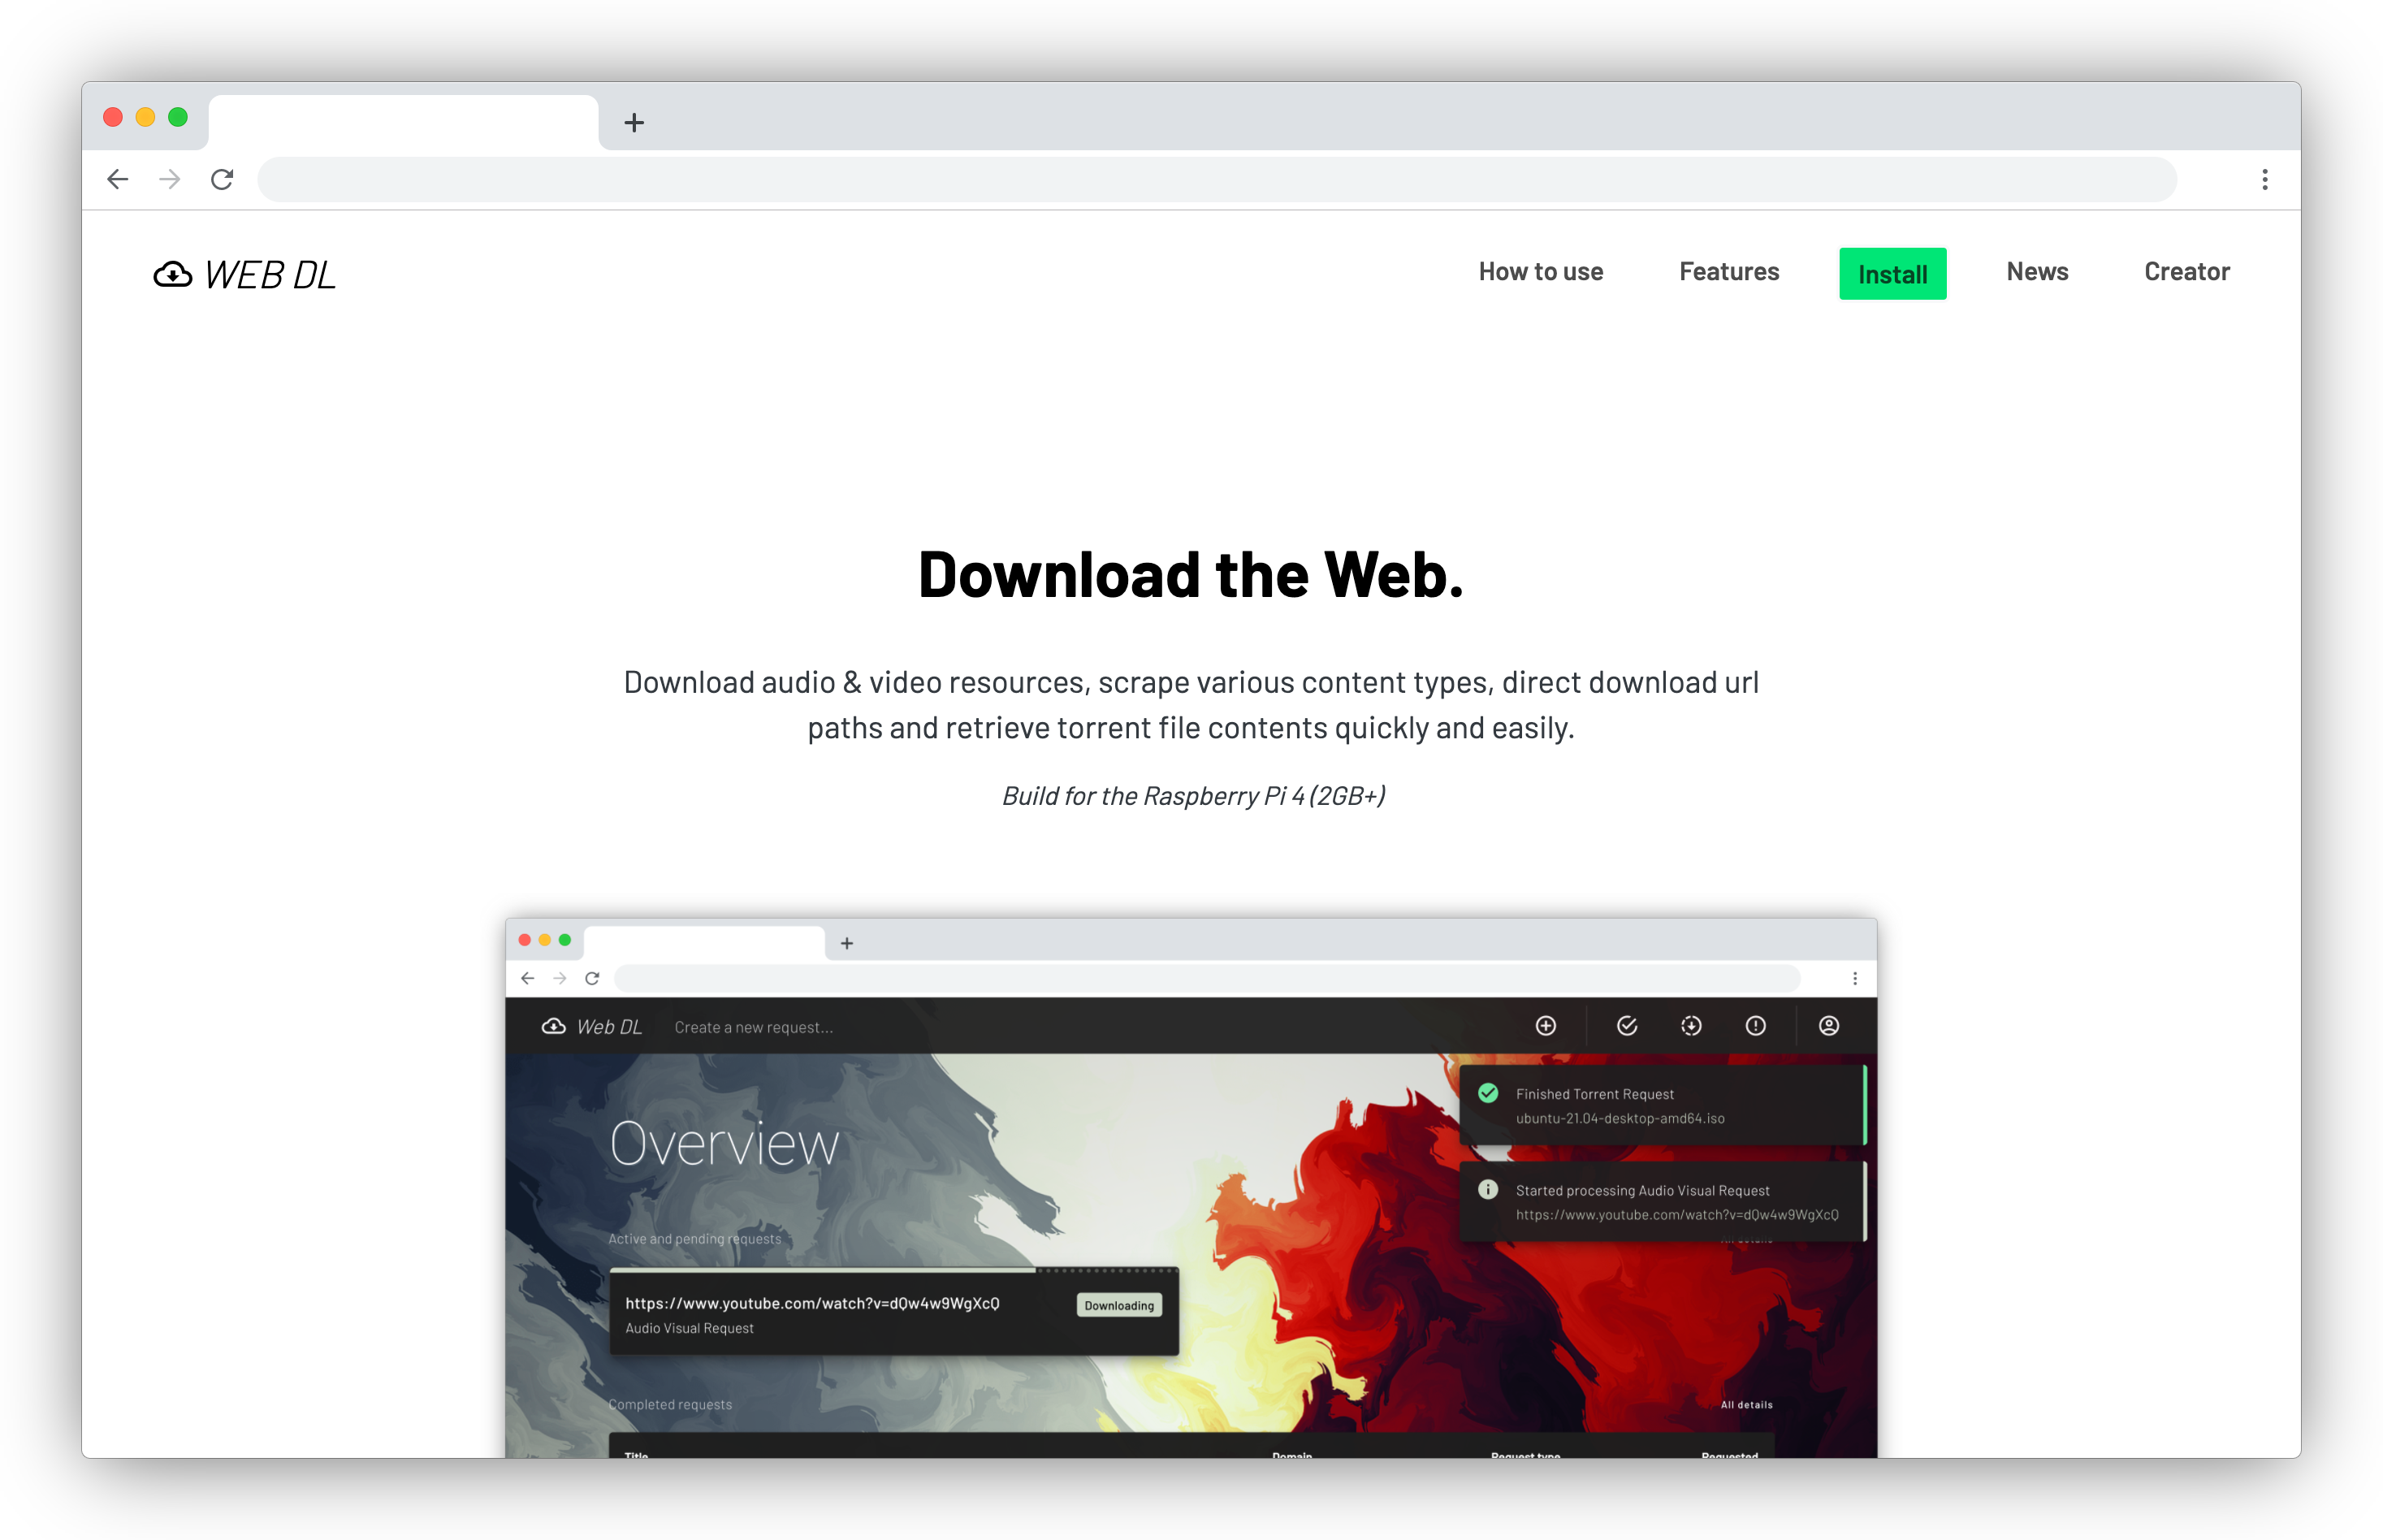 WEB DL
How to use
Features
Install
News
Creator
Download the Web.
Download audio & video resources, scrape various content types, direct download url
paths and retrieve torrent file contents quickly and easily.
Build for the Raspberry Pi 4 (2GB+)
Web DL
Create a new request...
Finished Torrent Request
ubuntu-21.04-desktop-amd64.iso
Overview
Started processing Audio Visual Request
https://www.youtube.com/watch?v=dQw4w9WgXcQ
Active and pending requests
All details
https://www.youtube.com/watch?v=dQw4w9WgXcQ
Downloading
Audio Visual Request
Completed requests
All details
Title
Domain
Request type
Requested